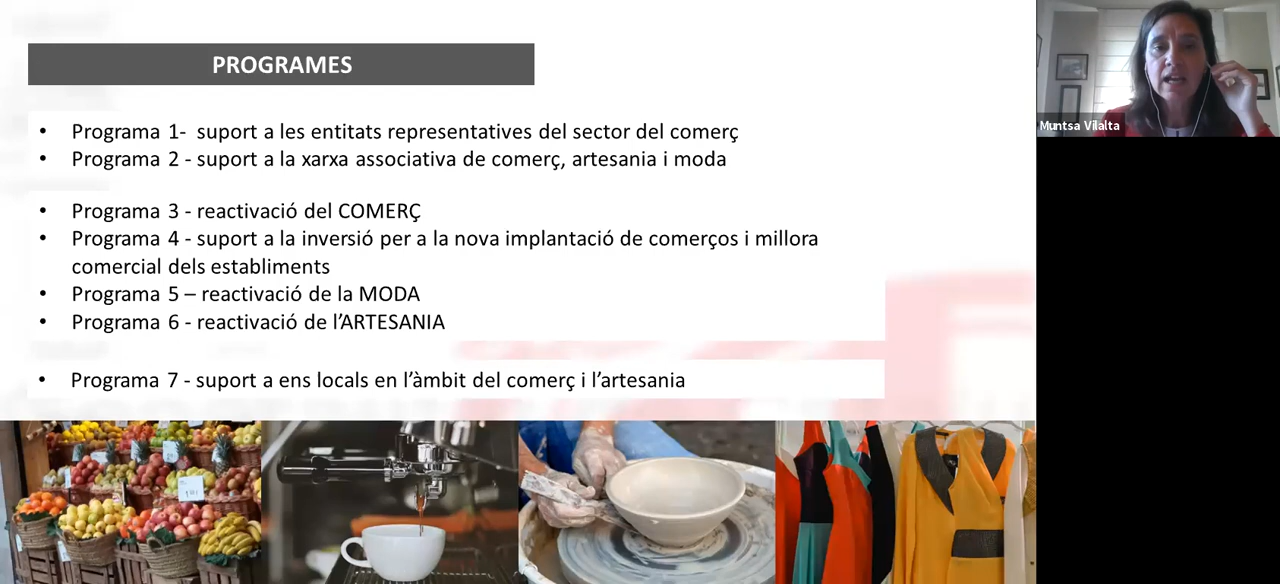 PROGRAMES
• Programa 1- suport a les entitats representatives del sector del comerç
• Programa 2 - suport a la xarxa associativa de comerç, artesania i moda
• Programa 3 - reactivació del COMERÇ
• Programa 4 - suport a la inversió per a la nova implantació de comerços i millora
comercial dels establiments
• Programa 5 – reactivació de la MODA
• Programa 6 - reactivació de l’ARTESANIA
• Programa 7 - suport a ens locals en l’àmbit del comerç i l’artesania
Muntsa Vilalta